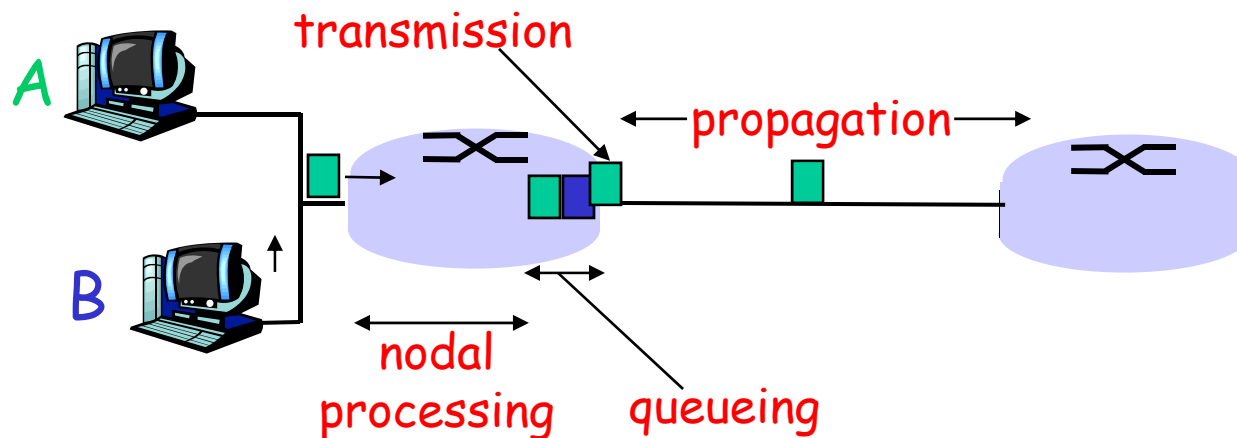 transmission
A
propagation
B
nodal
processing
queueing